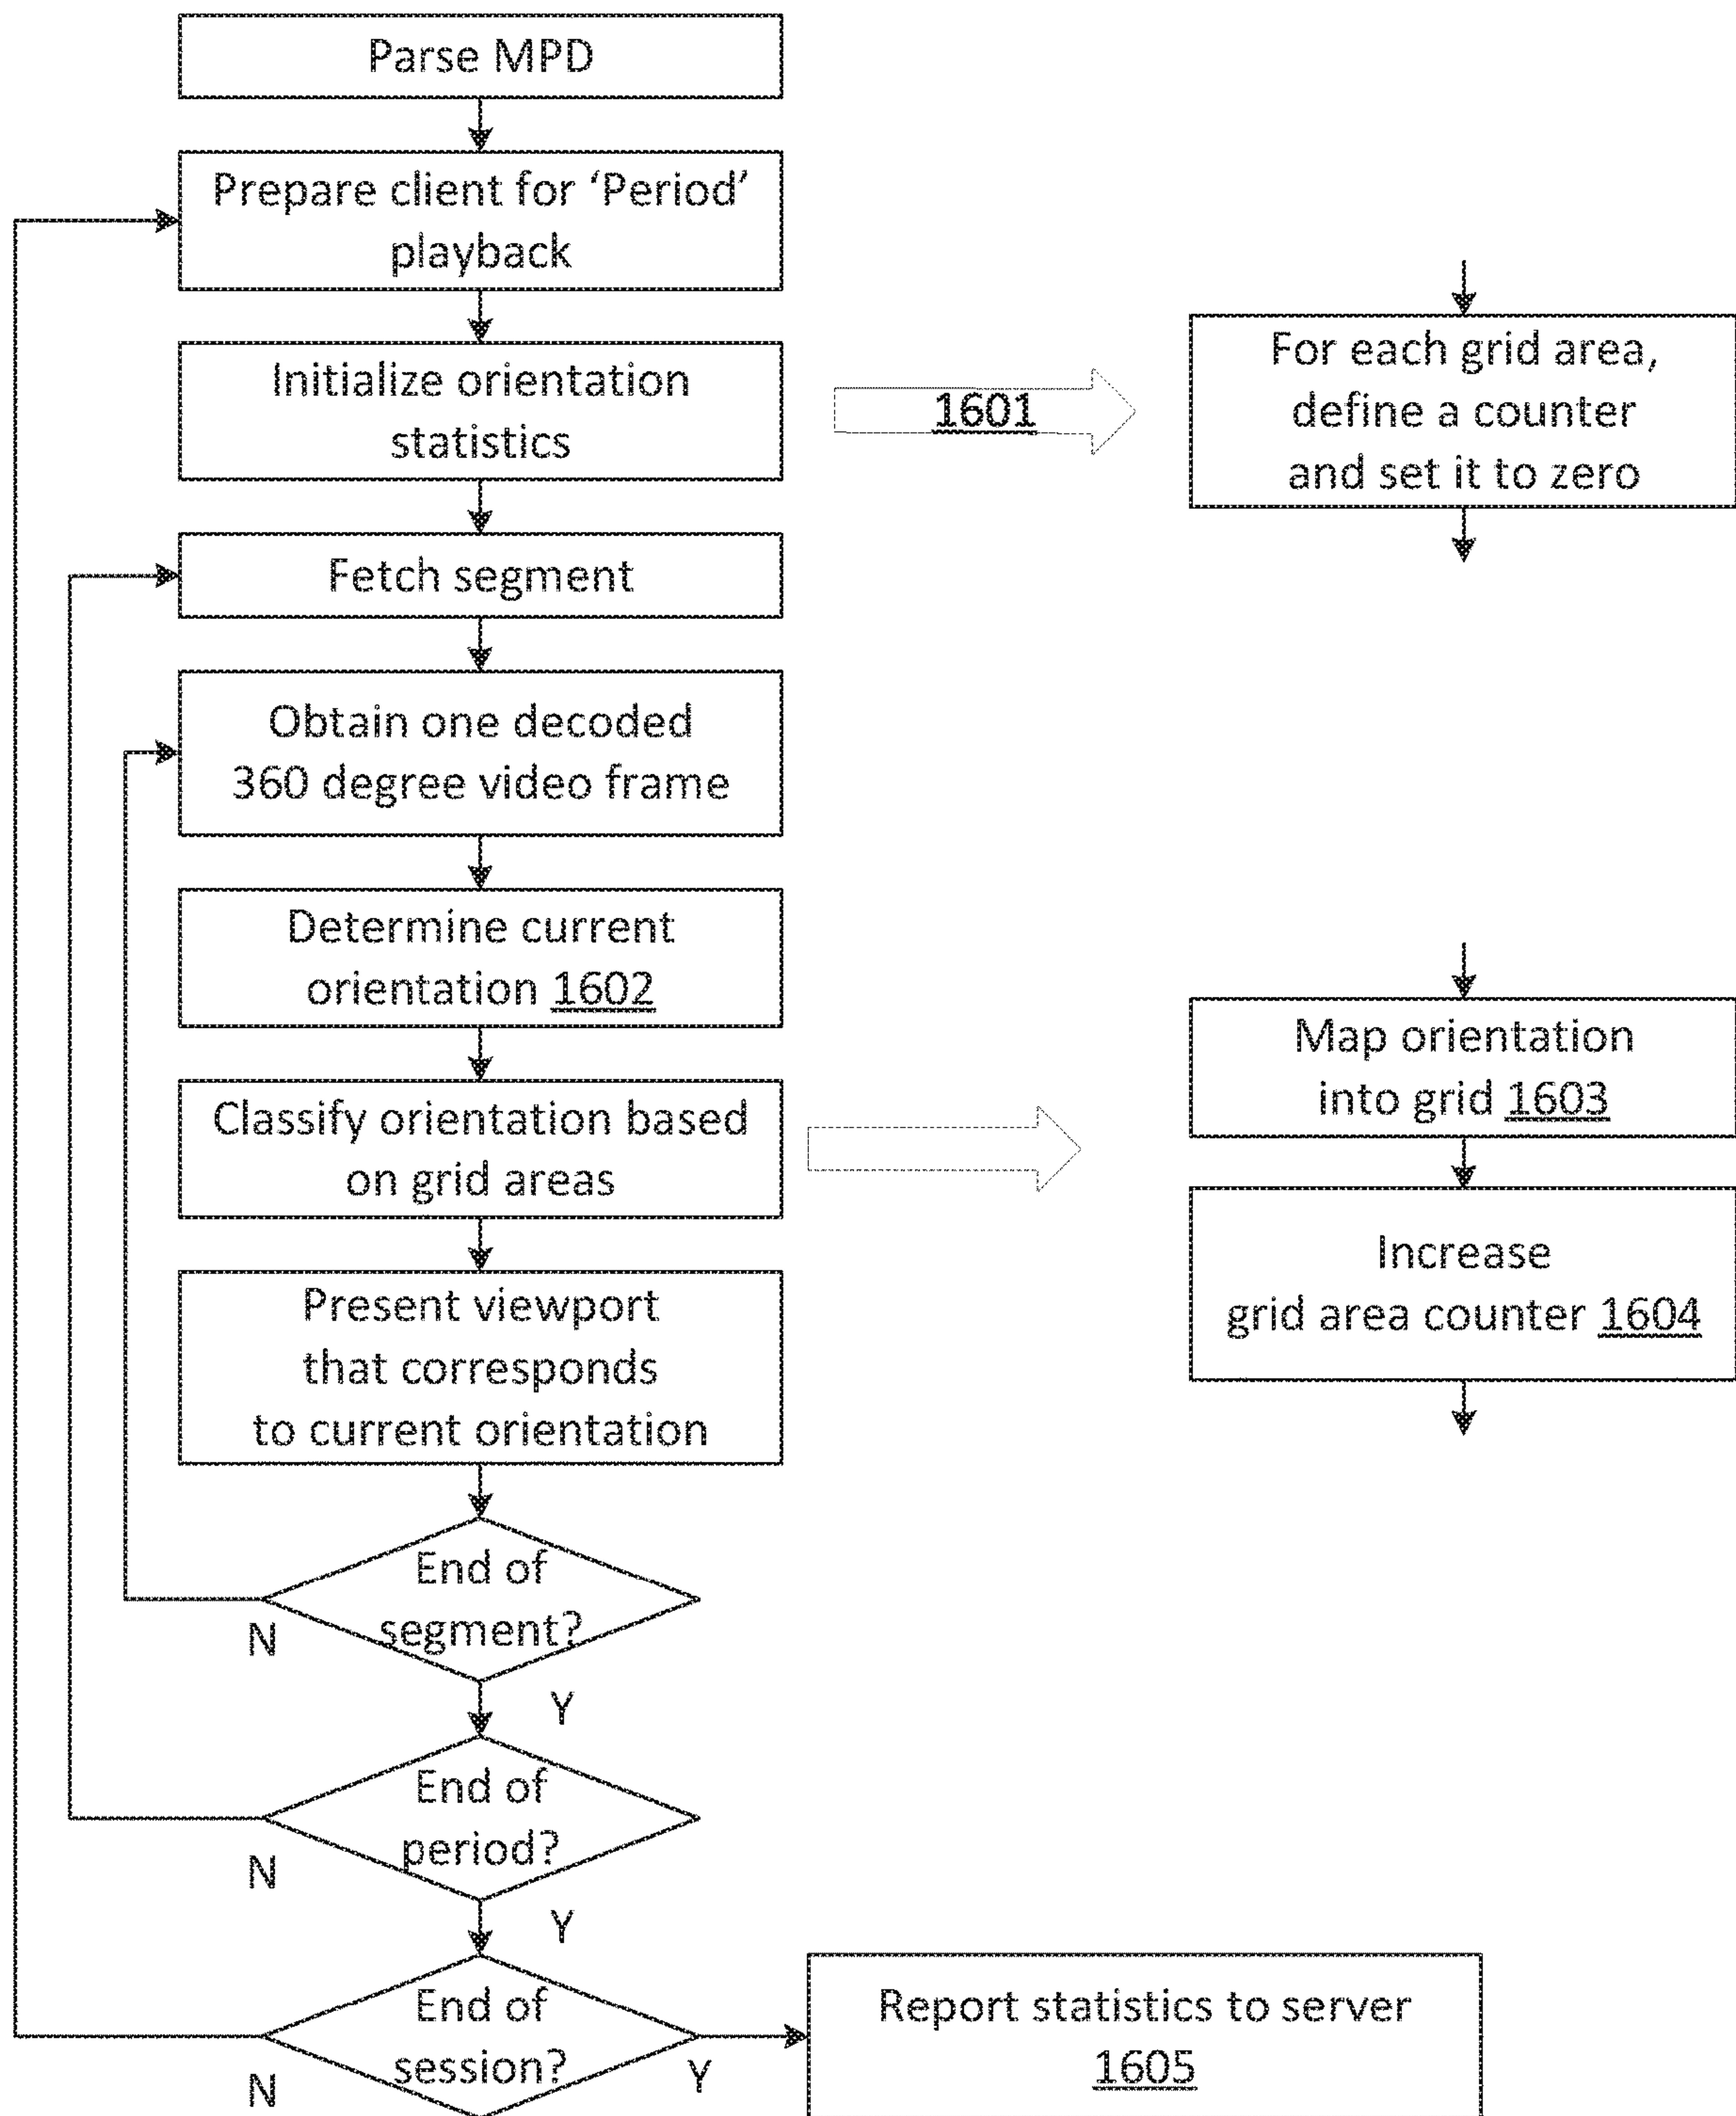 Parse MPD
Prepare client for ‘Period’
playback
Initialize orientation
statistics
1601
For each grid area,
define a counter
and set it to zero
Fetch segment
Obtain one decoded
360 degree video frame
Determine current
orientation 1602
Classify orientation based
on grid areas
Map orientation
into grid 1603
Increase
grid area counter 1604
Present viewport
that corresponds
to current orientation
End of
segment?
N
Y
End of
period?
N
Y
End of
session?
N
Y
Report statistics to server
1605